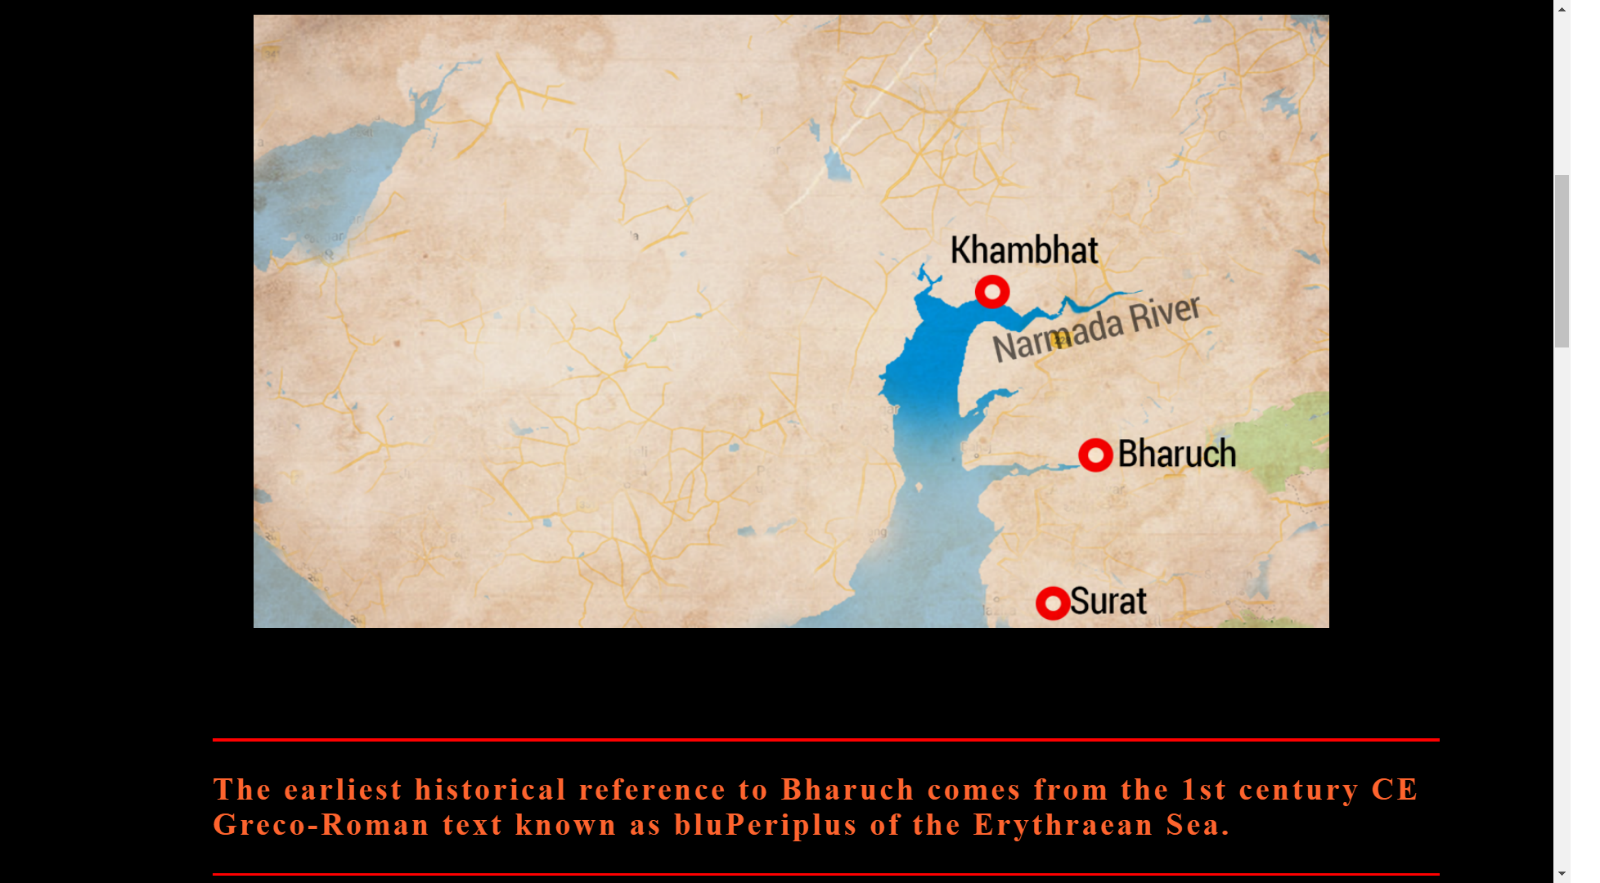 Khambhat
Narmada River
Bharuch
Surat
The earliest historical reference to Bharuch comes from the 1st century CE
Greco-Roman text known as bluPeriplus of the Erythraean Sea.